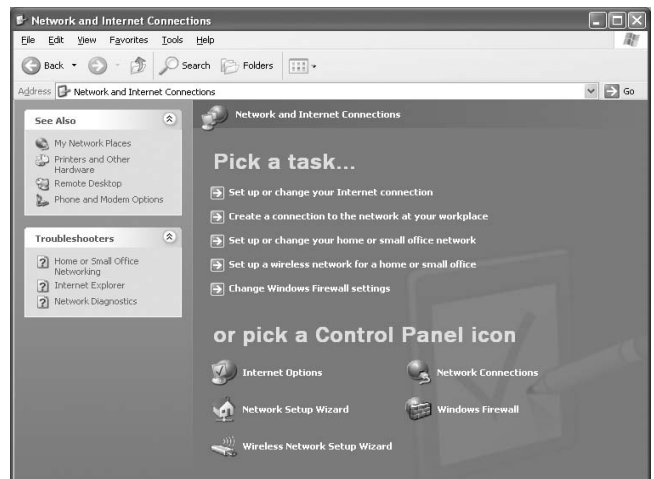 Network and Internet Connections
File Edit View Favorites Tools Help
Back Search Folders
Address Network and Internet Connections Go
See Also
My Network Places
Printers and Other
Hardware
Remote Desktop
Phone and Modem Options
Troubleshooters
Home or Small Office
Networking
Internet Explorer
Network Diagnostics
Network and Internet Connections
Pick a task...
Set up or change your Internet connection
Create a connection to the network at your workplace
Set up or change your home or small office network
Set up a wireless network for a home or small office
Change Windows Firewall settings
or pick a Control Panel icon
Internet Options Network Connections
Network Setup Wizard Windows Firewall
Wireless Network Setup Wizard